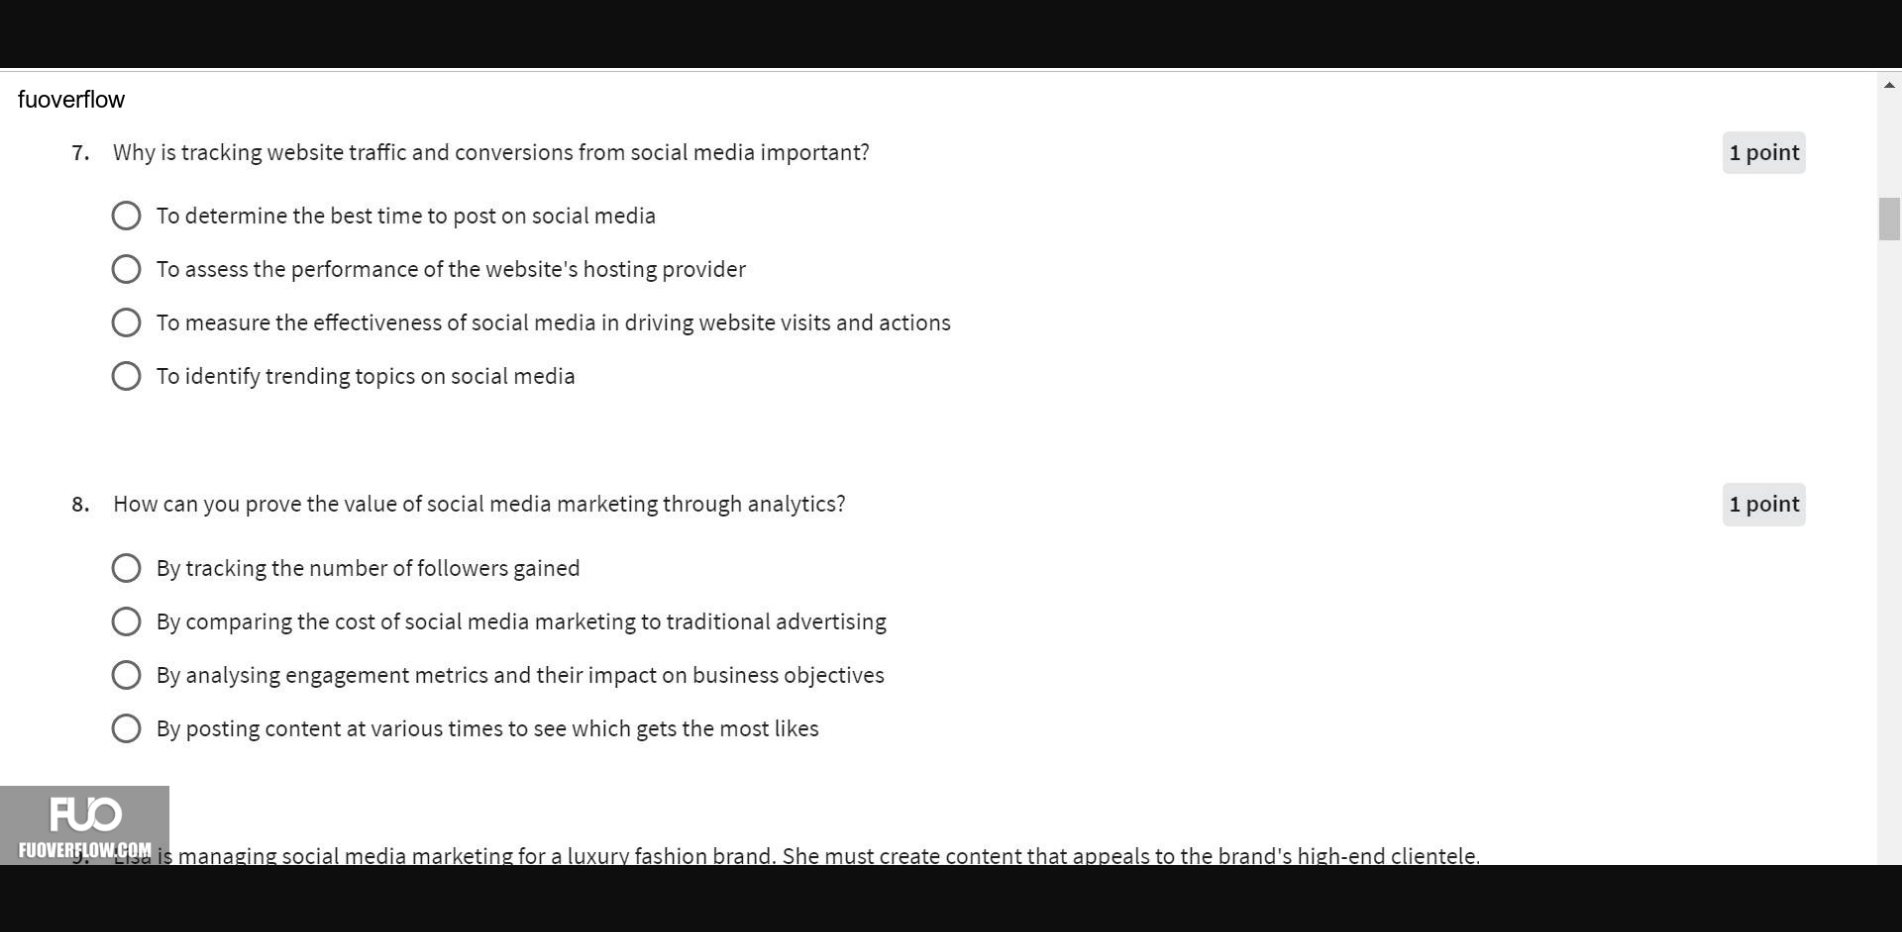 fuoverflow
7. Why is tracking website traffic and conversions from social media important?
1 point
To determine the best time to post on social media
To assess the performance of the website's hosting provider
To measure the effectiveness of social media in driving website visits and actions
To identify trending topics on social media
8. How can you prove the value of social media marketing through analytics?
1 point
By tracking the number of followers gained
By comparing the cost of social media marketing to traditional advertising
By analysing engagement metrics and their impact on business objectives
By posting content at various times to see which gets the most likes
FUO
FUOVERFLOW.COM
9. Lisa is managing social media marketing for a luxury fashion brand. She must create content that appeals to the brand's high-end clientele.